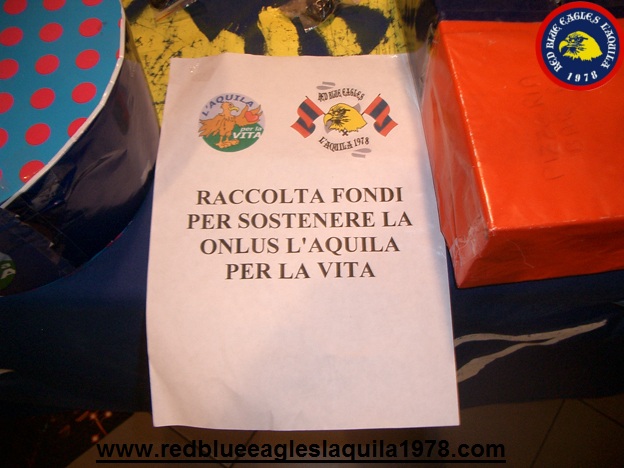 RED BLUE EAGLES L'AQUILA
1978
L'AQUILA
per la
VITA
RED BLUE EAGLES
L'AQUILA 1978
RACCOLTA FONDI
PER SOSTENERE LA
ONLUS L'AQUILA
PER LA VITA
www.redblueeagleslaquila1978.com